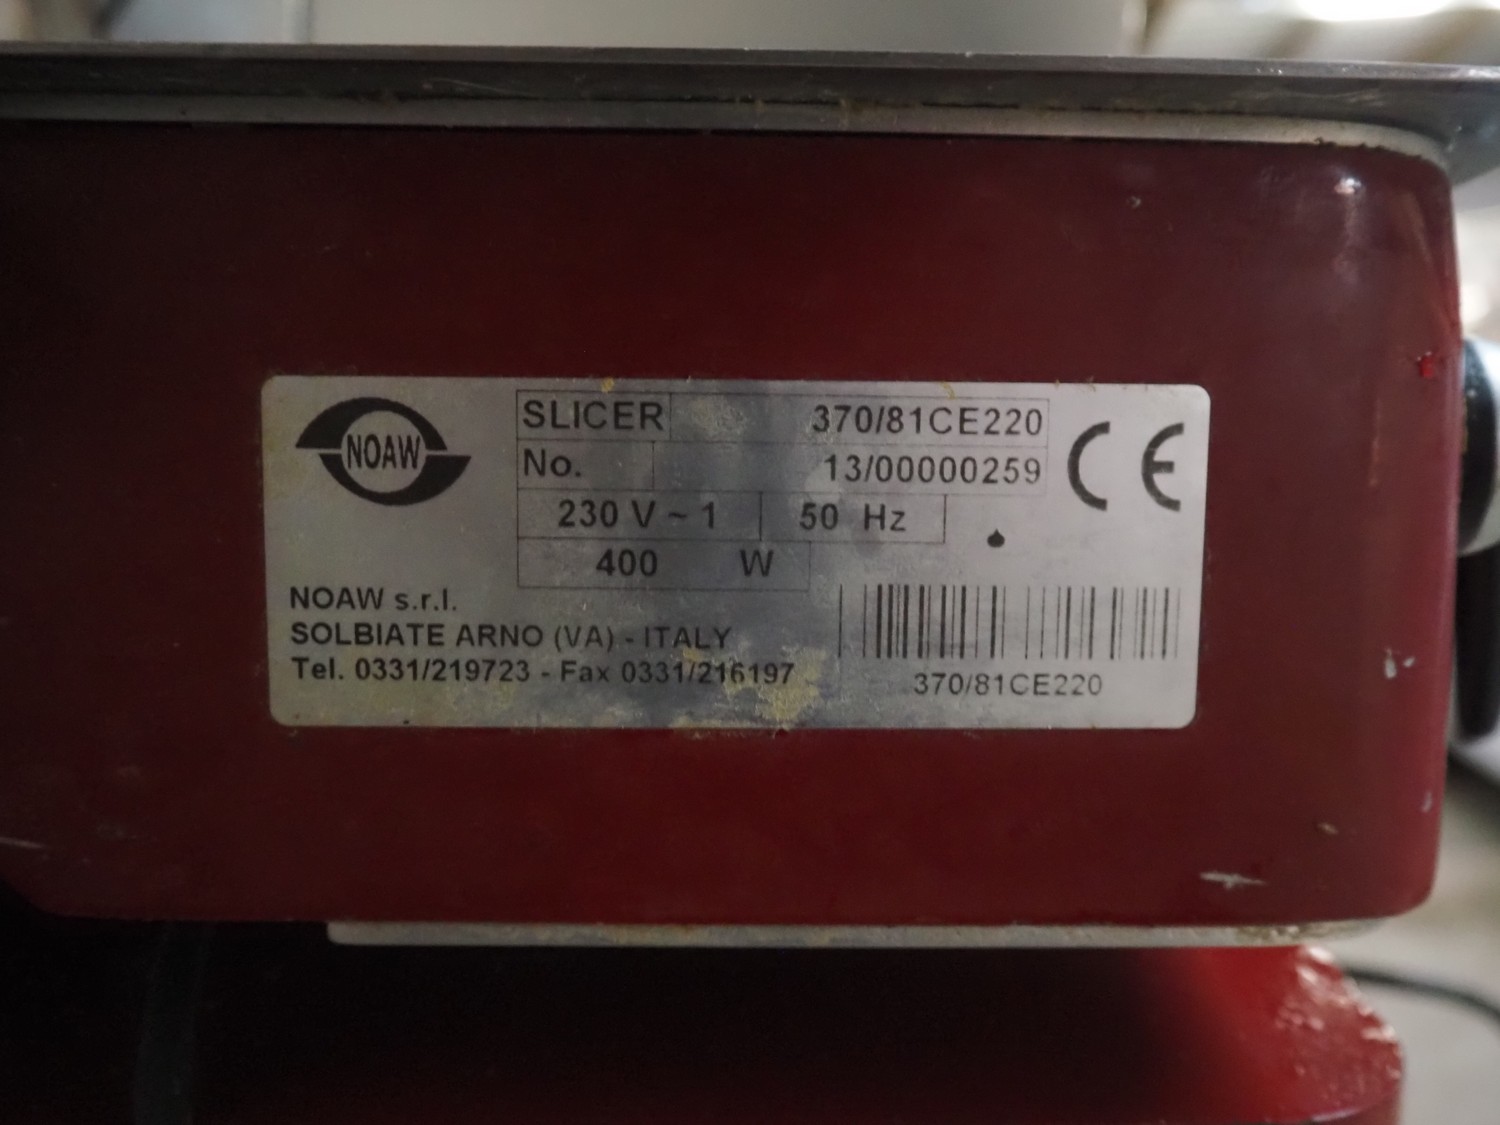 NOAW
SLICER 370/81CE220
No. 13/00000259
230 V ~ 1 50 Hz
400 W
CE
NOAW s.r.l.
SOLBIATE ARNO (VA) - ITALY
Tel. 0331/219723 - Fax 0331/216197
370/81CE220